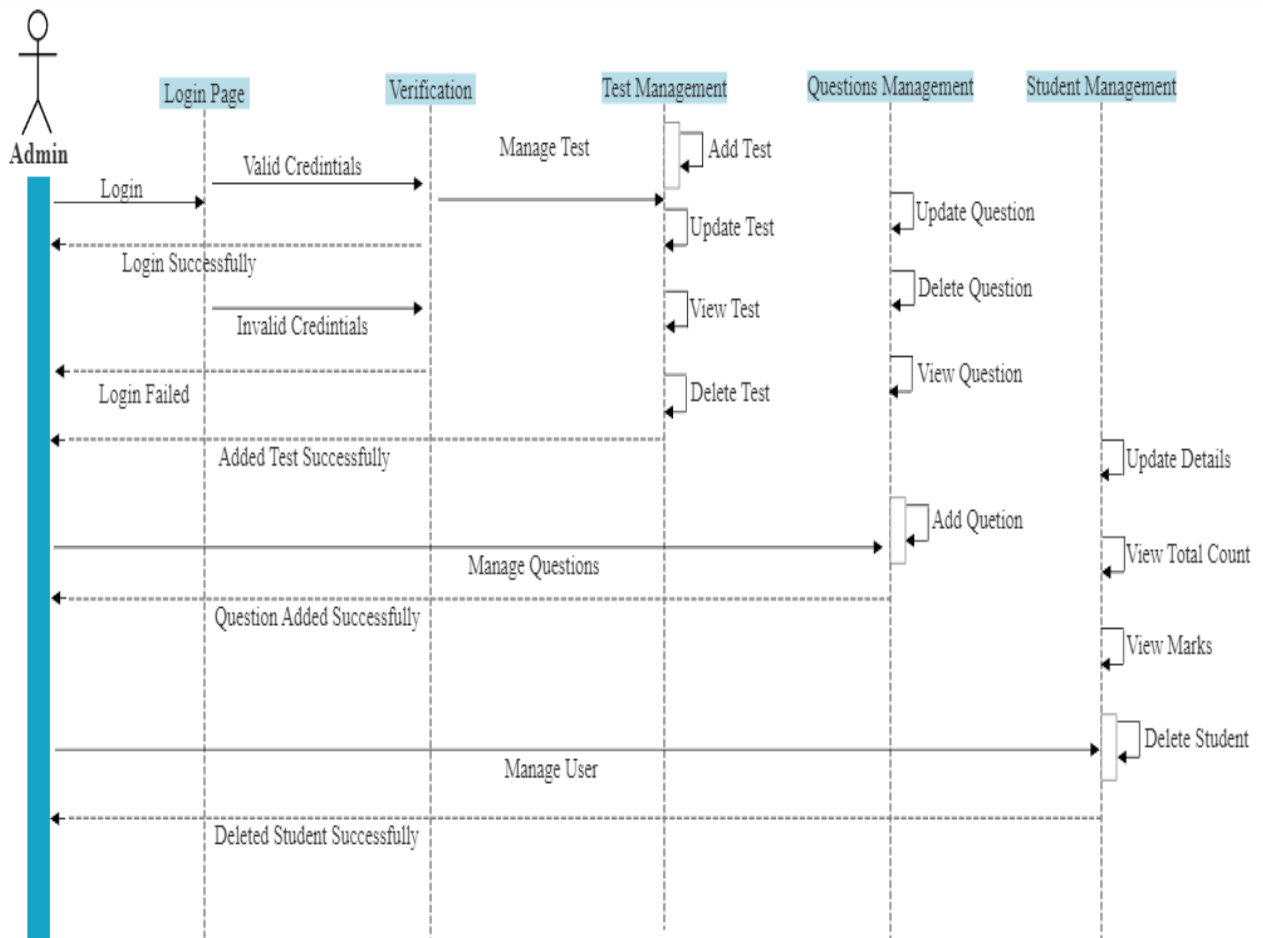 Login Page
Verification
Test Management
Questions Management
Student Management
Admin
Manage Test
Add Test
Valid Credintials
Login
Update Question
Update Test
Login Successfully
Delete Question
View Test
Invalid Credintials
View Question
Login Failed
Delete Test
Added Test Successfully
Update Details
Add Quetion
View Total Count
Manage Questions
Question Added Successfully
View Marks
Delete Student
Manage User
Deleted Student Successfully